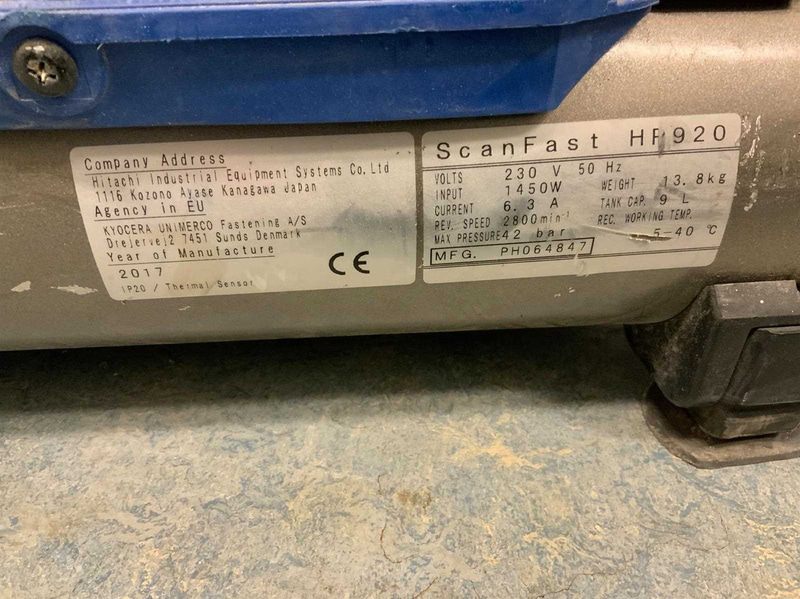 Company Address
Hitachi Industrial Equipment Systems Co. Ltd
1116 Kozono Ayase Kanagawa Japan
Agency in EU
KYOCERA UNIMERCO Fastening A/S
Drejervej2 7451 Sunds Denmark
Year of Manufacture
2017
IP20 / Thermal Sensor
CE
ScanFast 920
VOLTS 230 V 50 Hz
INPUT 1450W WEIGHT 13.8kg
CURRENT 6.3 A TANK CAP. 9 L
REV. SPEED 2800min⁻¹ REC. WORKING TEMP.
MAX PRESSURE 42 bar 5-40 ℃
MFG. PH064847